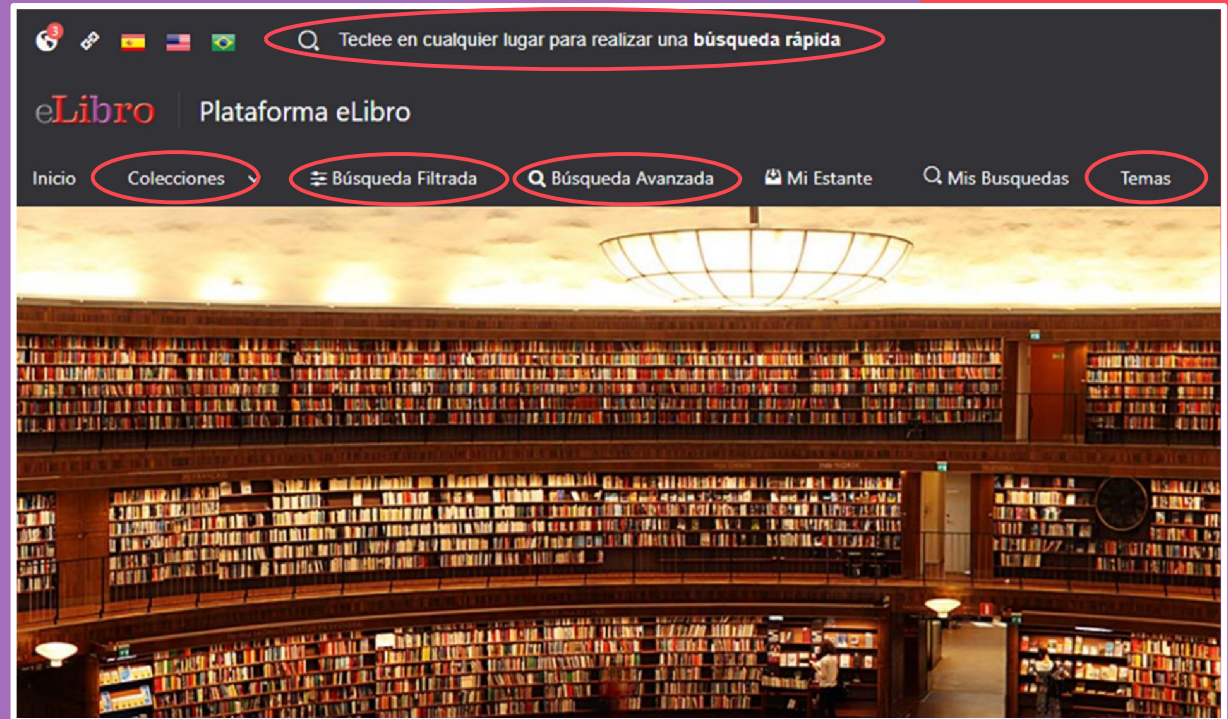 3
Teclee en cualquier lugar para realizar una búsqueda rápida
eLibro Plataforma eLibro
Inicio Colecciones Búsqueda Filtrada Búsqueda Avanzada Mi Estante Mis Busquedas Temas